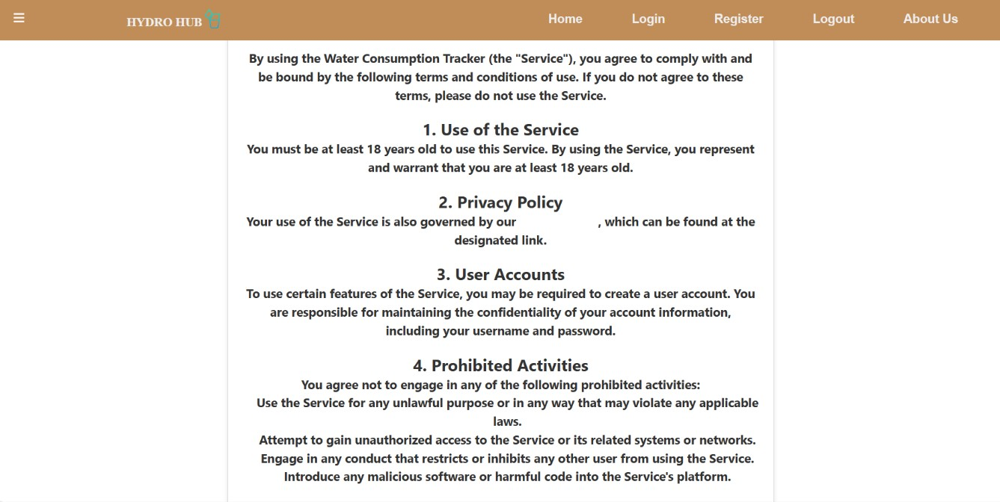 HYDRO HUB
Home Login Register Logout About Us
By using the Water Consumption Tracker (the "Service"), you agree to comply with and
be bound by the following terms and conditions of use. If you do not agree to these
terms, please do not use the Service.
1. Use of the Service
You must be at least 18 years old to use this Service. By using the Service, you represent
and warrant that you are at least 18 years old.
2. Privacy Policy
Your use of the Service is also governed by our , which can be found at the
designated link.
3. User Accounts
To use certain features of the Service, you may be required to create a user account. You
are responsible for maintaining the confidentiality of your account information,
including your username and password.
4. Prohibited Activities
You agree not to engage in any of the following prohibited activities:
Use the Service for any unlawful purpose or in any way that may violate any applicable
laws.
Attempt to gain unauthorized access to the Service or its related systems or networks.
Engage in any conduct that restricts or inhibits any other user from using the Service.
Introduce any malicious software or harmful code into the Service's platform.